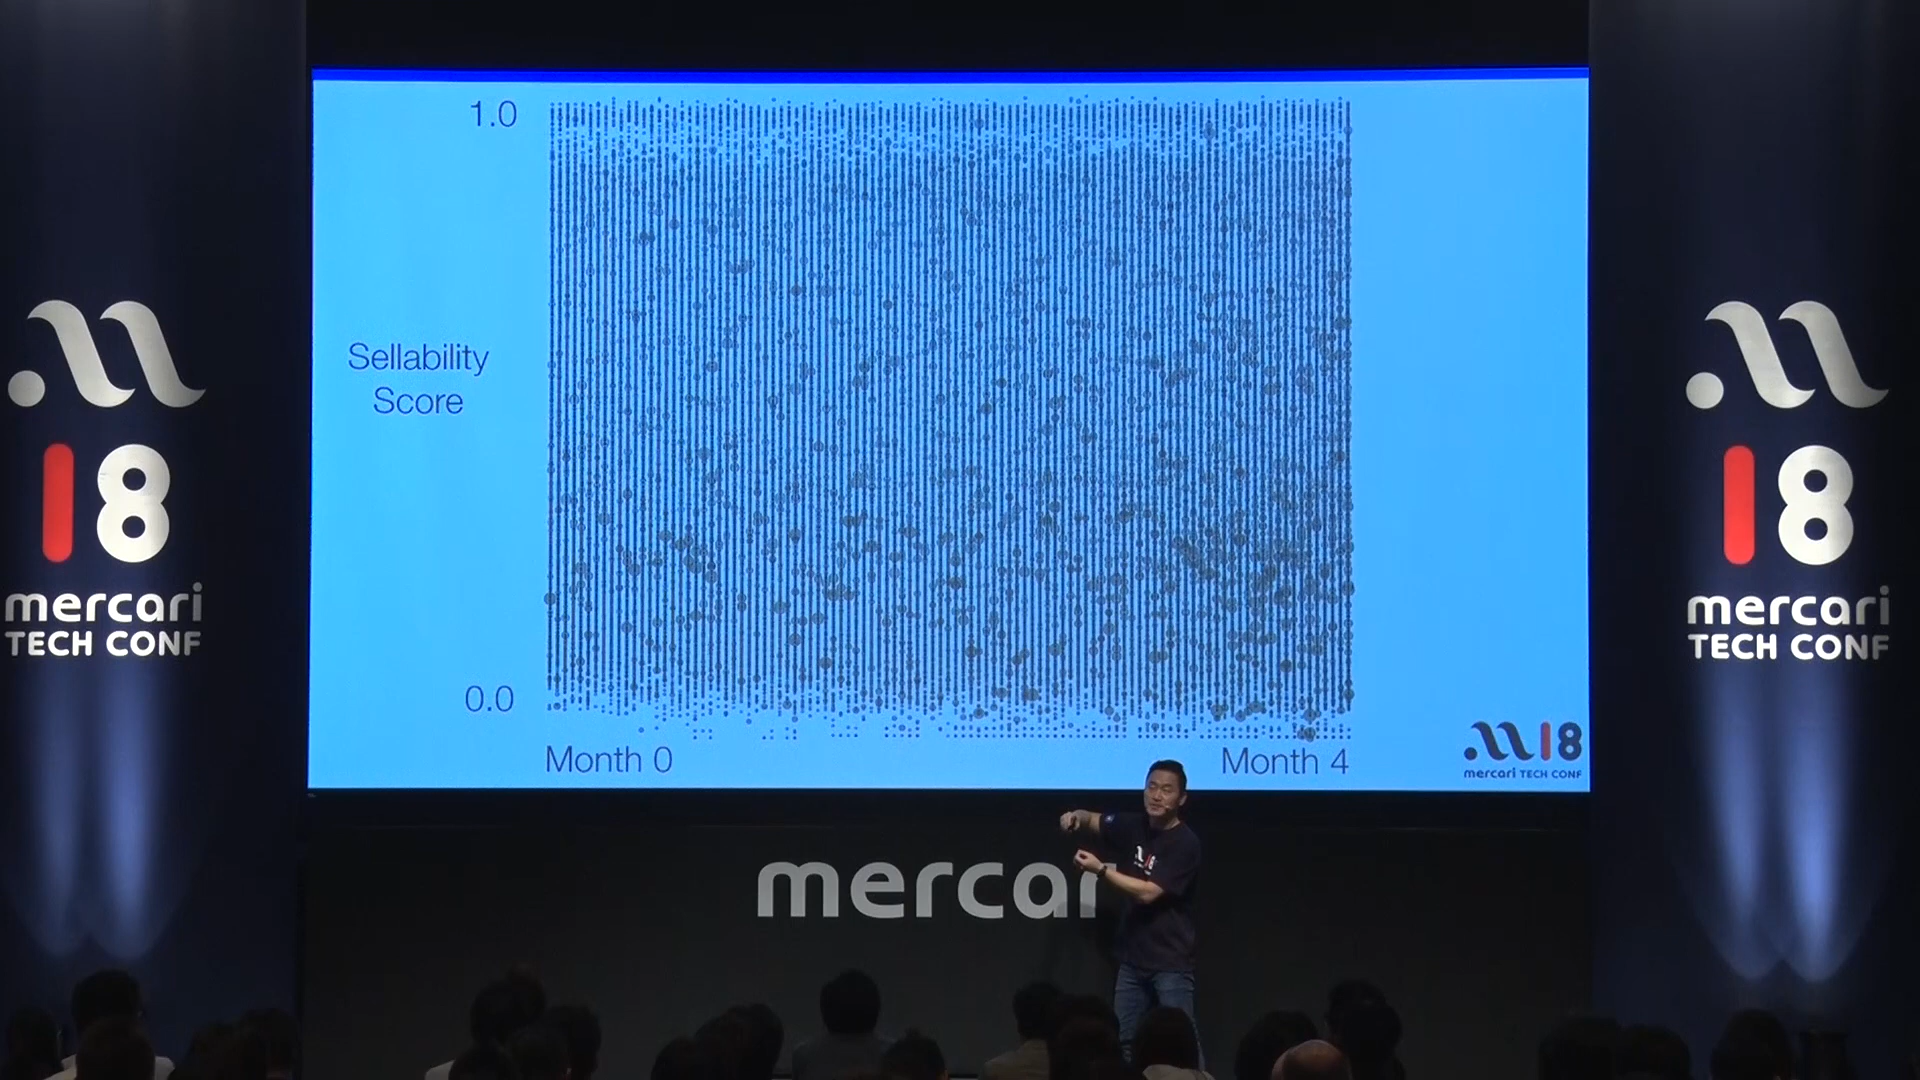 1.0
Sellability
Score
0.0
Month 0
Month 4
18
mercari TECH CONF
18
mercari
TECH CONF
18
mercari
TECH CONF
mercari
18